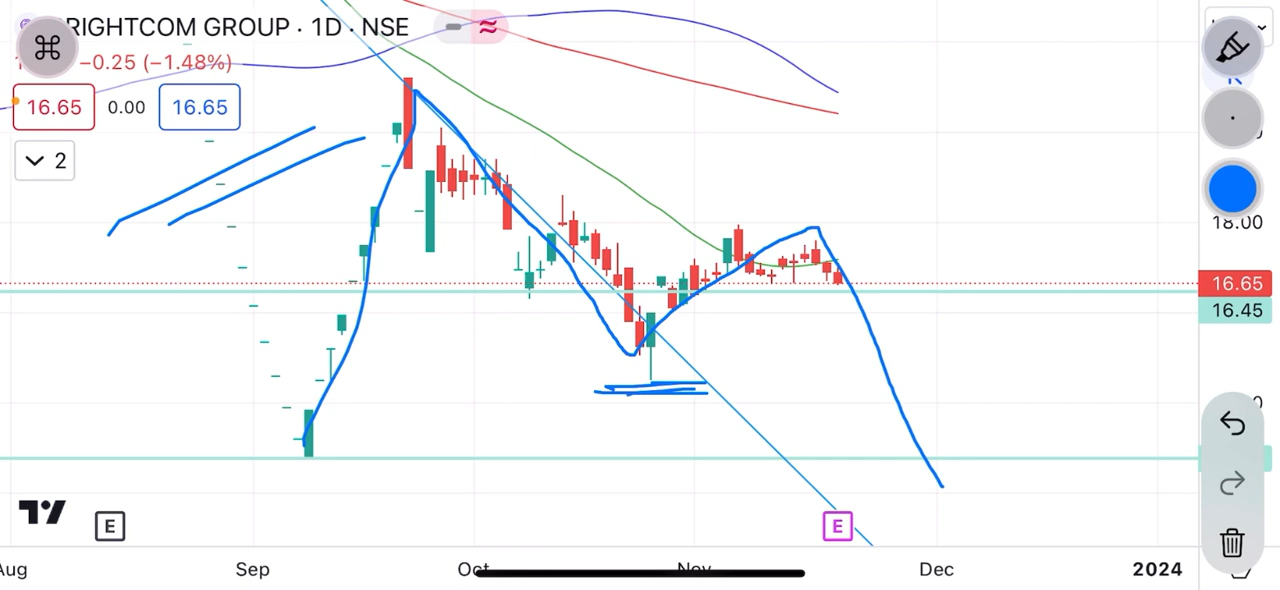 RIGHTCOM GROUP · 1D · NSE
−0.25 (−1.48%)
16.65 0.00 16.65
2
18.00
16.65
16.45
E E
Aug Sep Oct Nov Dec 2024